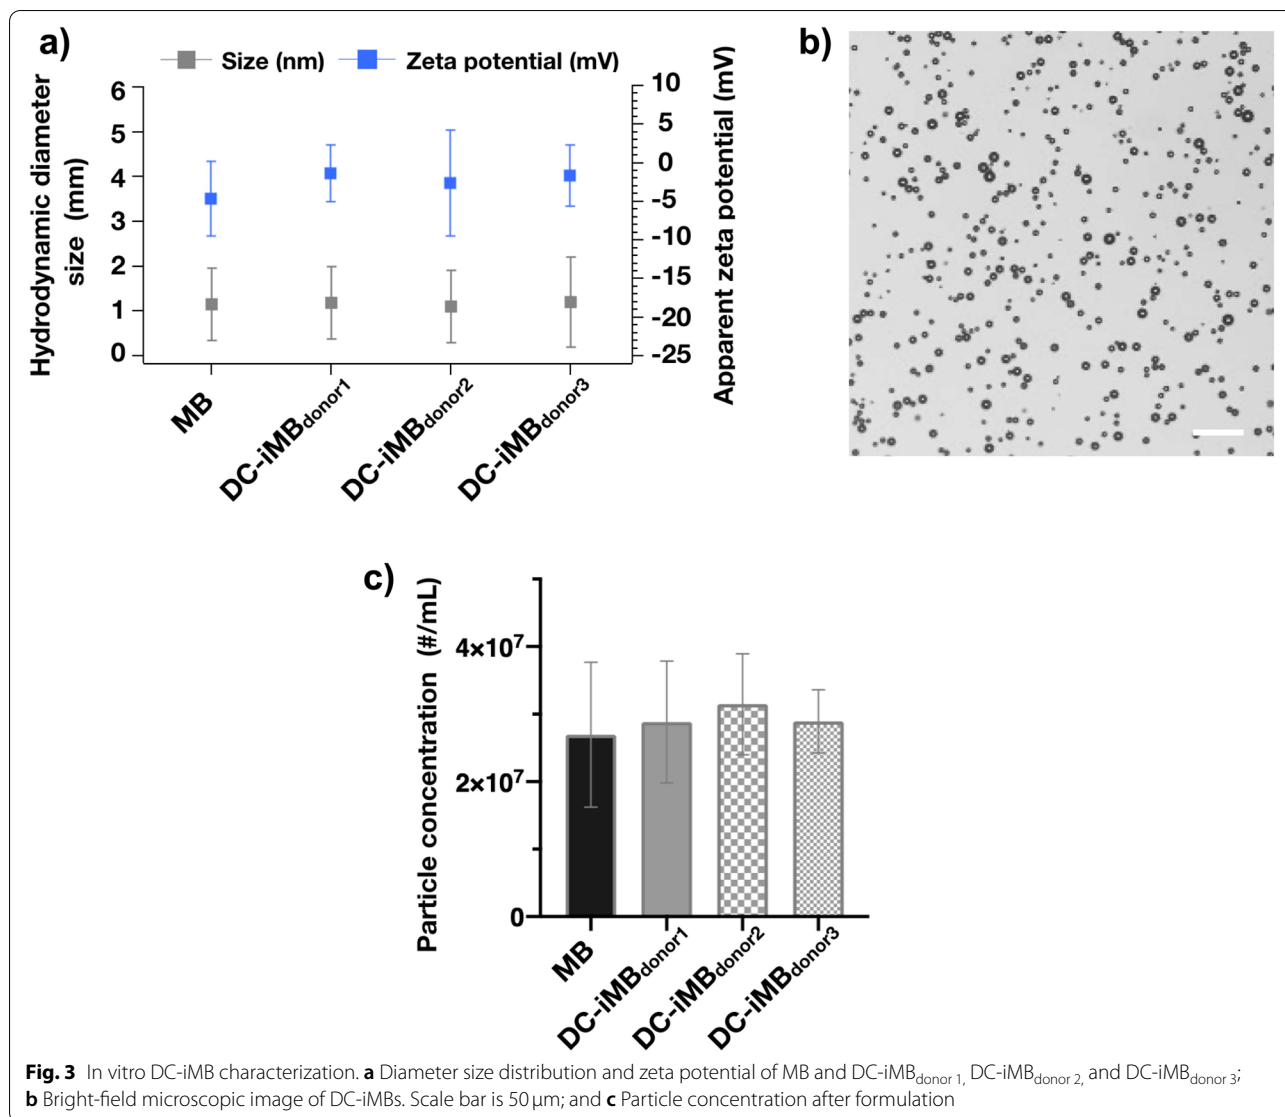 a)
Size (nm) Zeta potential (mV)
Hydrodynamic diameter
size (mm)
6
5
4
3
2
1
0
10
5
0
-5
-10
-15
-20
-25
Apparent zeta potential (mV)
MB
DC-iMBdonor1
DC-iMBdonor2
DC-iMBdonor3
b)
c)
Particle concentration (#/mL)
4×10⁷
2×10⁷
0
MB
DC-iMBdonor1
DC-iMBdonor2
DC-iMBdonor3
Fig. 3 In vitro DC-iMB characterization. a Diameter size distribution and zeta potential of MB and DC-iMBdonor 1, DC-iMBdonor 2, and DC-iMBdonor 3;
b Bright-field microscopic image of DC-iMBs. Scale bar is 50 μm; and c Particle concentration after formulation